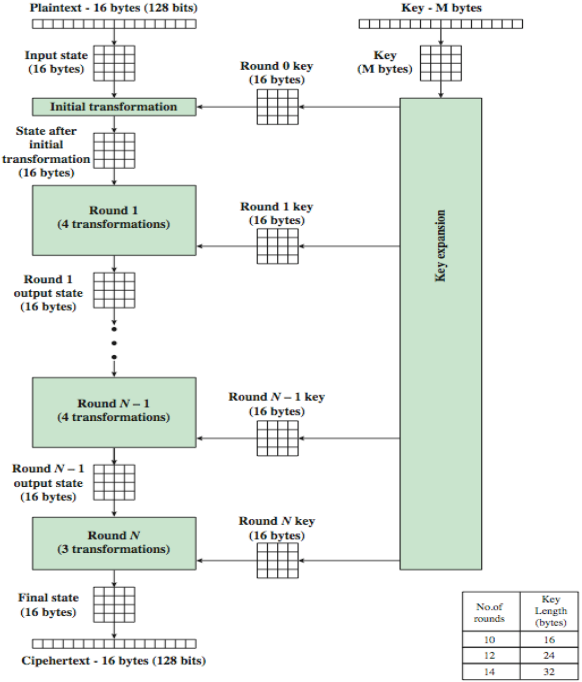 Plaintext - 16 bytes (128 bits)
Key - M bytes
Input state
(16 bytes)
Round 0 key
(16 bytes)
Key
(M bytes)
Initial transformation
State after
initial
transformation
(16 bytes)
Round 1
(4 transformations)
Round 1 key
(16 bytes)
Key expansion
Round 1
output state
(16 bytes)
Round N – 1
(4 transformations)
Round N – 1 key
(16 bytes)
Round N – 1
output state
(16 bytes)
Round N
(3 transformations)
Round N key
(16 bytes)
Final state
(16 bytes)
Cipehertext - 16 bytes (128 bits)
No.of
rounds
Key
Length
(bytes)
10 16
12 24
14 32